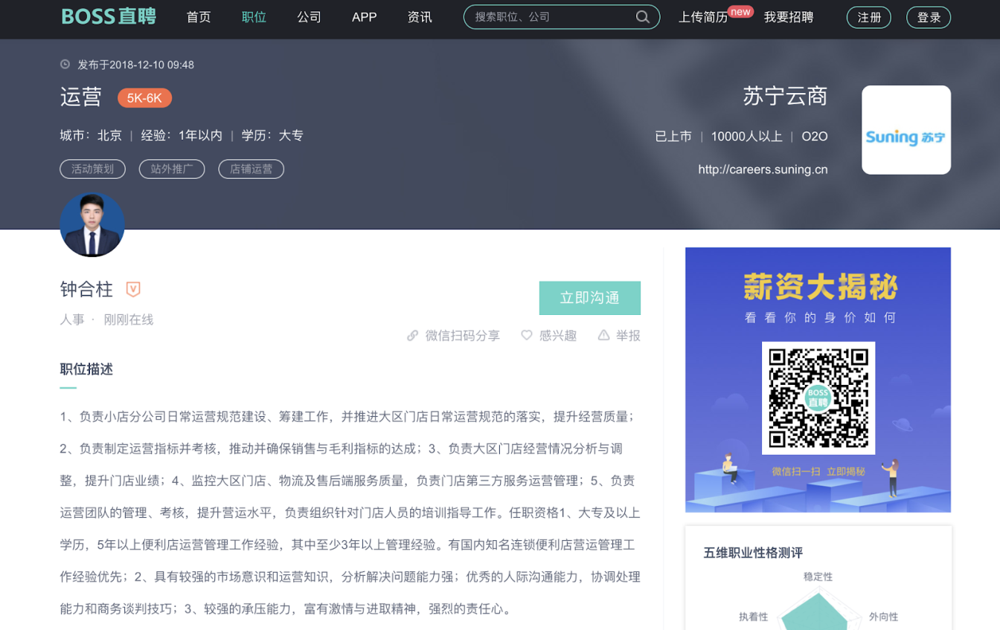 BOSS直聘 首页 职位 公司 APP 资讯 搜索职位、公司 上传简历 new 我要招聘 注册 登录
发布于2018-12-10 09:48
运营 5K-6K
城市：北京 | 经验：1年以内 | 学历：大专
活动策划 站外推广 店铺运营
苏宁云商
已上市 | 10000人以上 | O2O
http://careers.suning.cn
Suning 苏宁
钟合柱 V
人事 · 刚刚在线
立即沟通
微信扫码分享 感兴趣 举报
职位描述
1、负责小店分公司日常运营规范建设、筹建工作，并推进大区门店日常运营规范的落实，提升经营质量；
2、负责制定运营指标并考核，推动并确保销售与毛利指标的达成；3、负责大区门店经营情况分析与调
整，提升门店业绩；4、监控大区门店、物流及售后端服务质量，负责门店第三方服务运营管理；5、负责
运营团队的管理、考核，提升营运水平，负责组织针对门店人员的培训指导工作。任职资格1、大专及以上
学历，5年以上便利店运营管理工作经验，其中至少3年以上管理经验。有国内知名连锁便利店营运管理工
作经验优先；2、具有较强的市场意识和运营知识，分析解决问题能力强；优秀的人际沟通能力，协调处理
能力和商务谈判技巧；3、较强的承压能力，富有激情与进取精神，强烈的责任心。
薪资大揭秘
看看你的身价如何
BOSS
直聘
微信扫一扫 立即揭秘
五维职业性格测评
稳定性
执着性 外向性